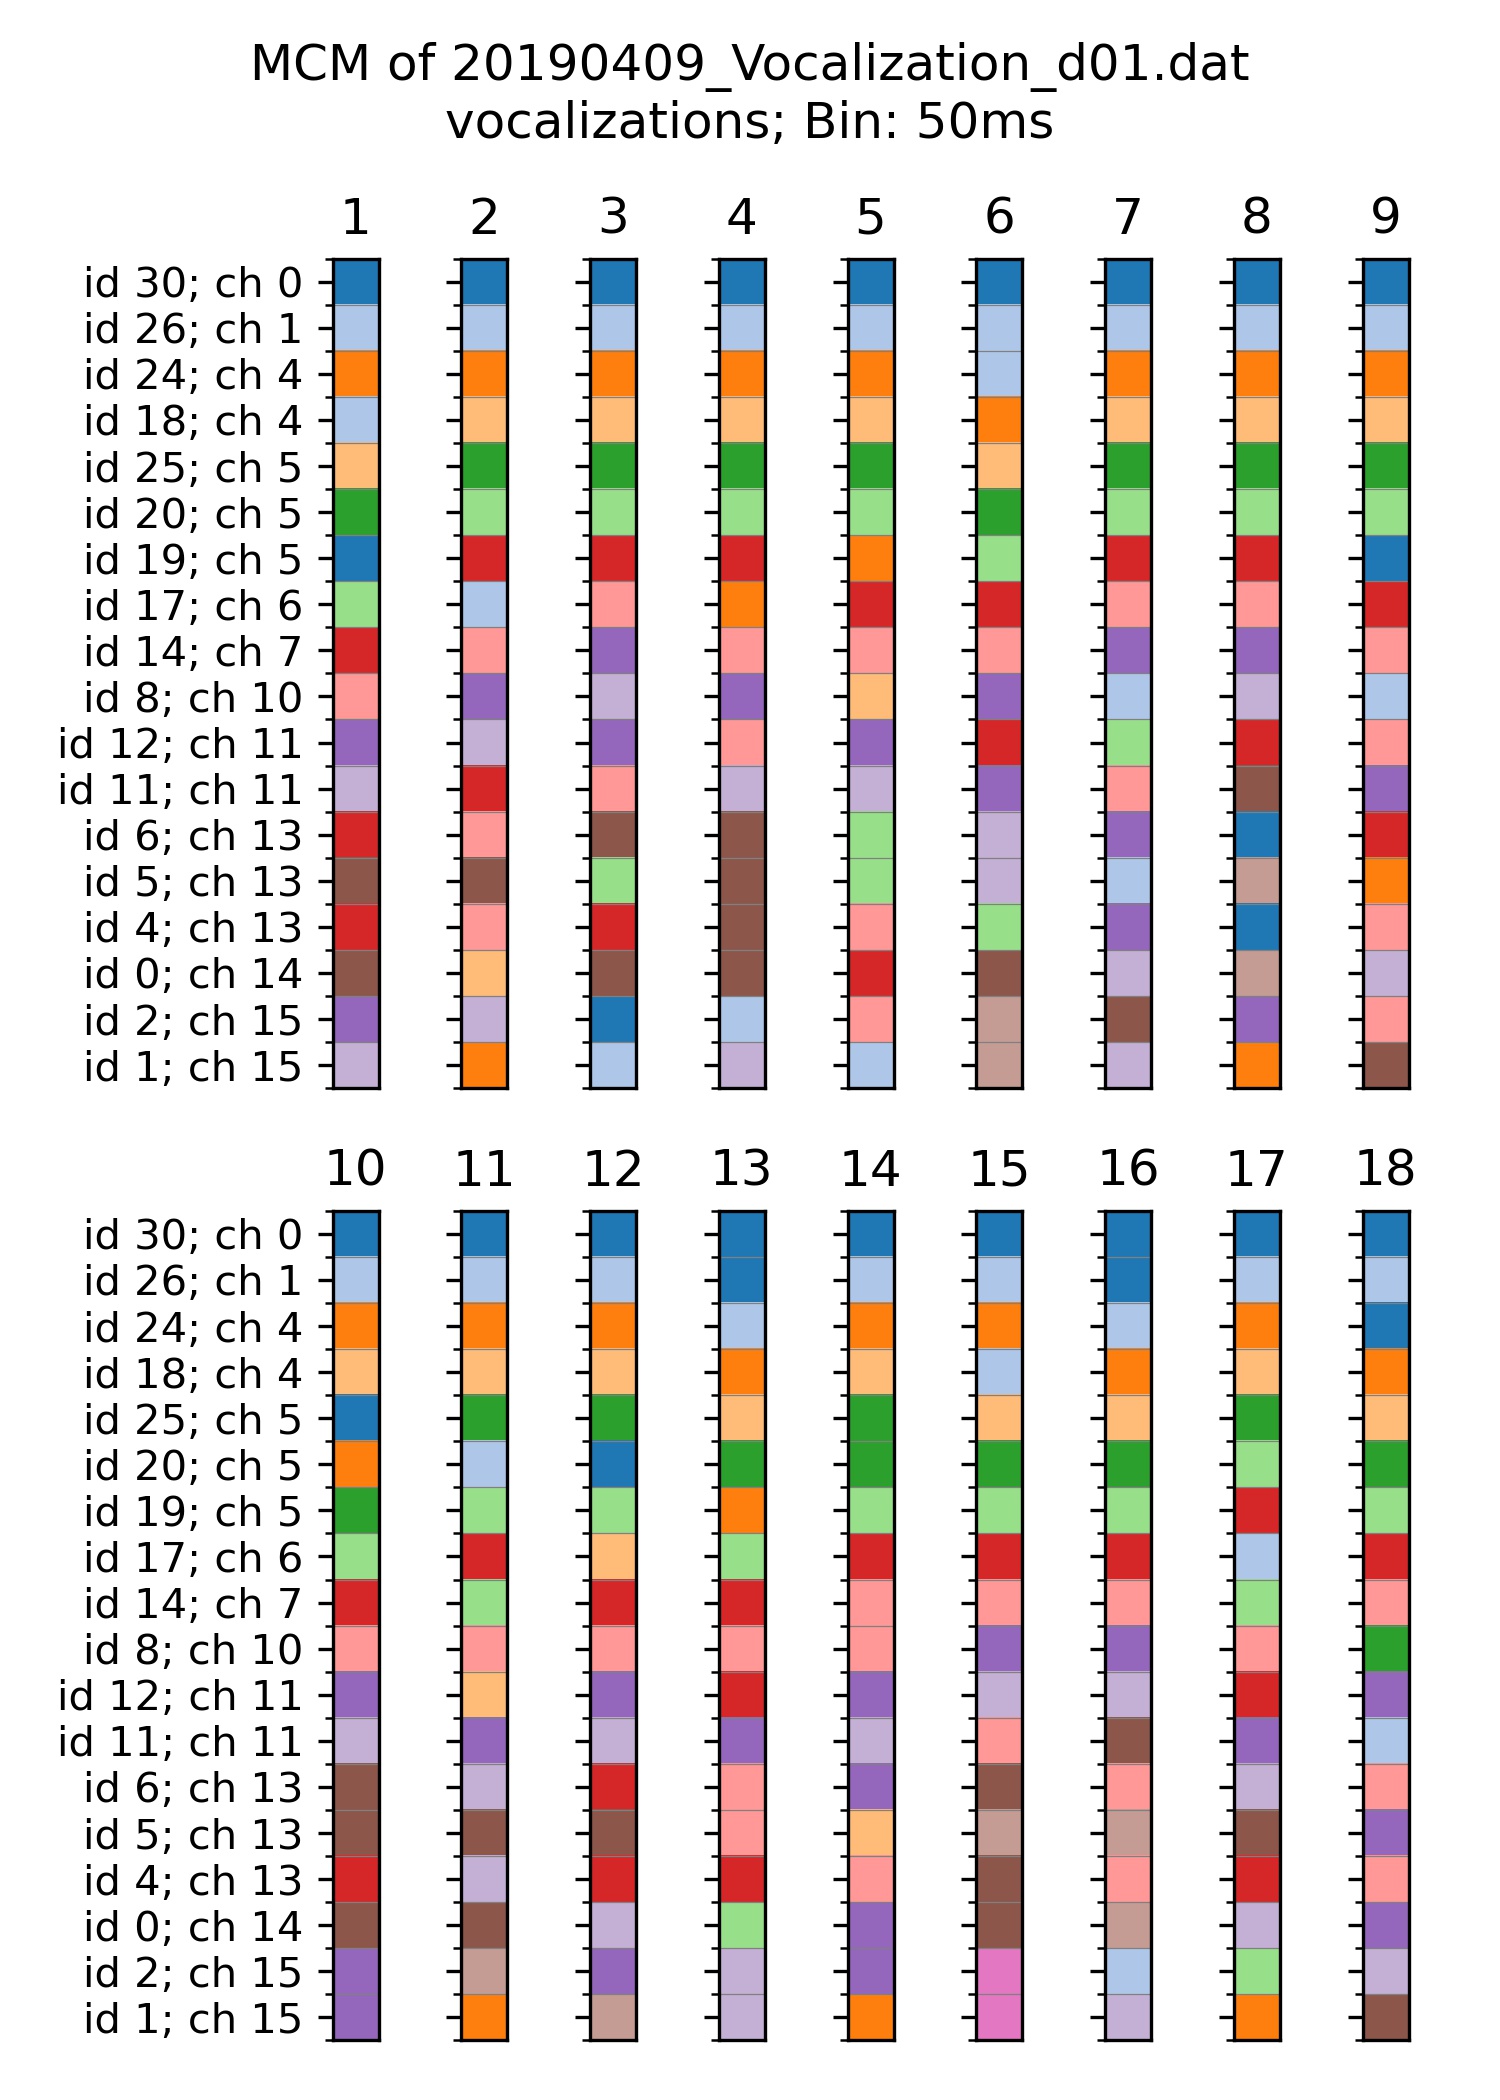 MCM of 20190409_Vocalization_d01.dat
vocalizations; Bin: 50ms
1 2 3 4 5 6 7 8 9
id 30; ch 0
id 26; ch 1
id 24; ch 4
id 18; ch 4
id 25; ch 5
id 20; ch 5
id 19; ch 5
id 17; ch 6
id 14; ch 7
id 8; ch 10
id 12; ch 11
id 11; ch 11
id 6; ch 13
id 5; ch 13
id 4; ch 13
id 0; ch 14
id 2; ch 15
id 1; ch 15
10 11 12 13 14 15 16 17 18
id 30; ch 0
id 26; ch 1
id 24; ch 4
id 18; ch 4
id 25; ch 5
id 20; ch 5
id 19; ch 5
id 17; ch 6
id 14; ch 7
id 8; ch 10
id 12; ch 11
id 11; ch 11
id 6; ch 13
id 5; ch 13
id 4; ch 13
id 0; ch 14
id 2; ch 15
id 1; ch 15